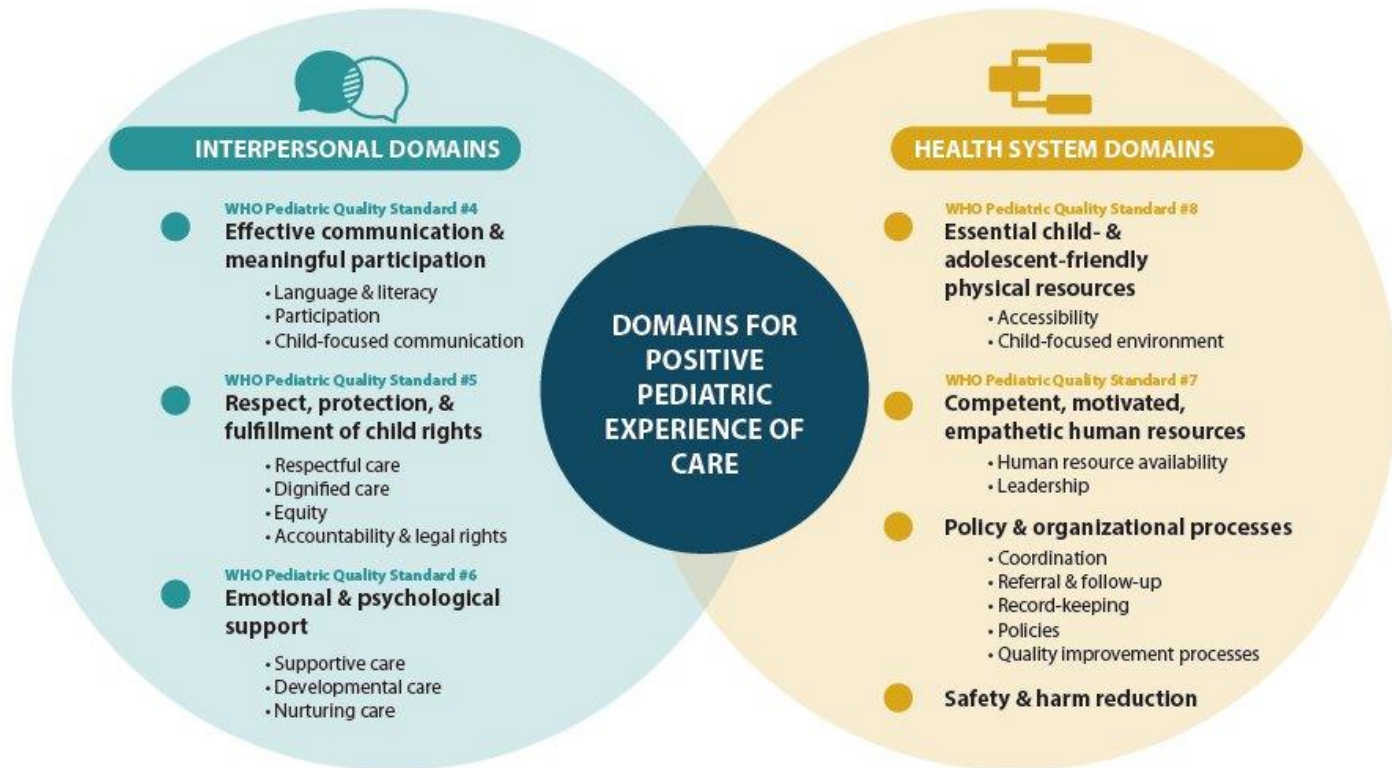 INTERPERSONAL DOMAINS
WHO Pediatric Quality Standard #4
Effective communication &
meaningful participation
• Language & literacy
• Participation
• Child-focused communication
WHO Pediatric Quality Standard #5
Respect, protection, &
fulfillment of child rights
• Respectful care
• Dignified care
• Equity
• Accountability & legal rights
WHO Pediatric Quality Standard #6
Emotional & psychological
support
• Supportive care
• Developmental care
• Nurturing care
DOMAINS FOR
POSITIVE
PEDIATRIC
EXPERIENCE OF
CARE
HEALTH SYSTEM DOMAINS
WHO Pediatric Quality Standard #8
Essential child- &
adolescent-friendly
physical resources
• Accessibility
• Child-focused environment
WHO Pediatric Quality Standard #7
Competent, motivated,
empathetic human resources
• Human resource availability
• Leadership
Policy & organizational processes
• Coordination
• Referral & follow-up
• Record-keeping
• Policies
• Quality improvement processes
Safety & harm reduction